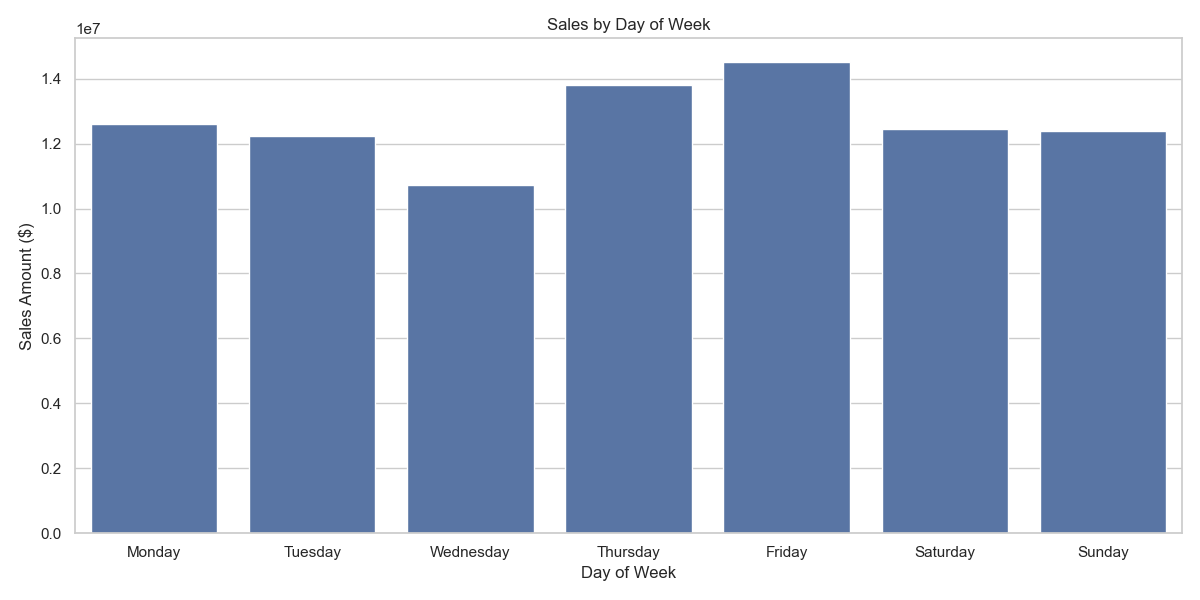 Sales by Day of Week
1e7
1.4
1.2
1.0
0.8
0.6
0.4
0.2
0.0
Sales Amount ($)
Monday Tuesday Wednesday Thursday Friday Saturday Sunday
Day of Week